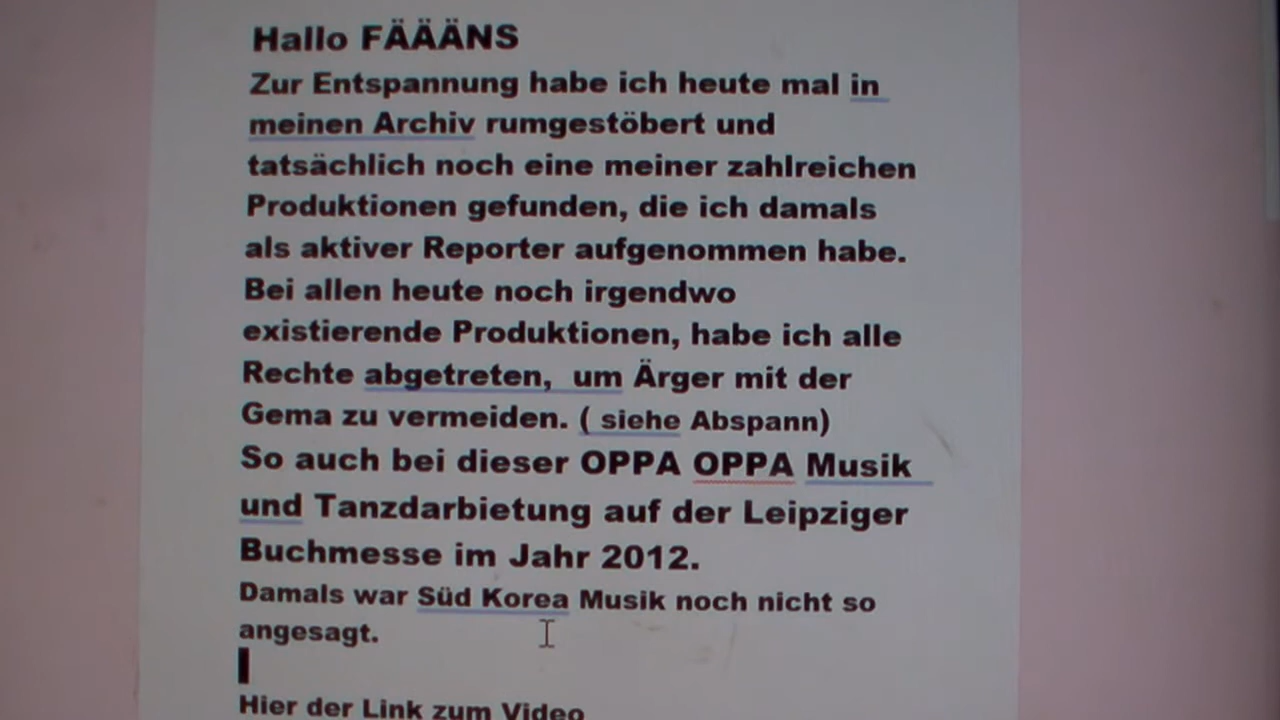 Hallo FÄÄÄNS
Zur Entspannung habe ich heute mal in
meinen Archiv rumgestöbert und
tatsächlich noch eine meiner zahlreichen
Produktionen gefunden, die ich damals
als aktiver Reporter aufgenommen habe.
Bei allen heute noch irgendwo
existierende Produktionen, habe ich alle
Rechte abgetreten,  um Ärger mit der
Gema zu vermeiden. ( siehe Abspann)
So auch bei dieser OPPA OPPA Musik
und Tanzdarbietung auf der Leipziger
Buchmesse im Jahr 2012.
Damals war Süd Korea Musik noch nicht so
angesagt.
Hier der Link zum Video